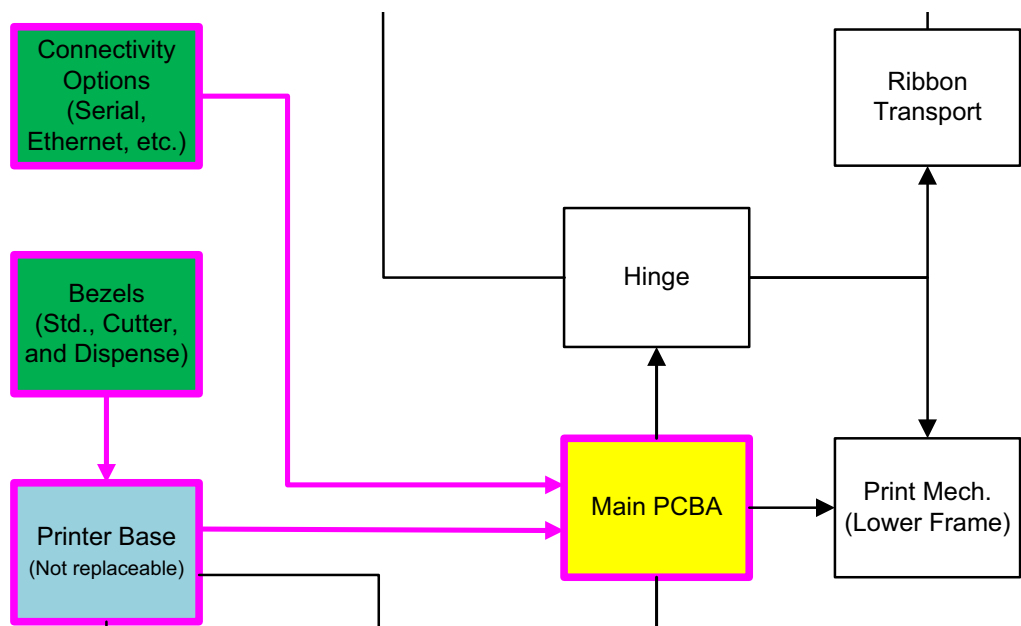 Connectivity
Options
(Serial,
Ethernet, etc.)
Ribbon
Transport
Hinge
Bezels
(Std., Cutter,
and Dispense)
Main PCBA
Print Mech.
(Lower Frame)
Printer Base
(Not replaceable)